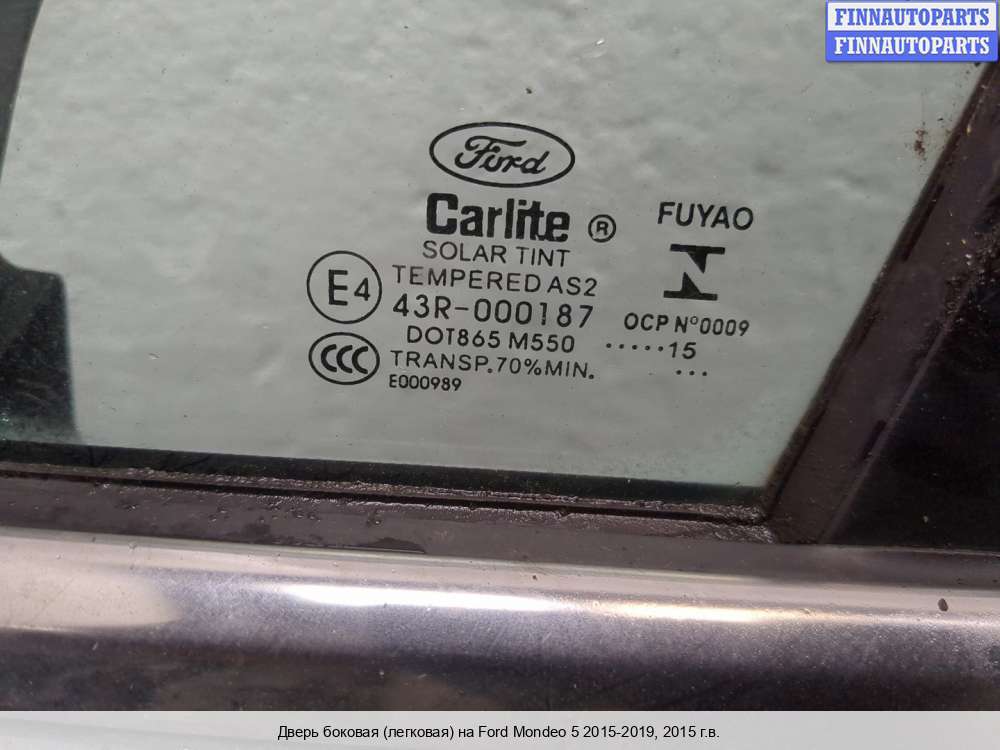 FINNAUTOPARTS
FINNAUTOPARTS
Ford
Carlite ®
FUYAO
SOLAR TINT
TEMPERED AS2
E4
43R-000187
OCP Nº0009
DOT865 M550
·····15
CCC
TRANSP.70%MIN.
...
E000989
Дверь боковая (легковая) на Ford Mondeo 5 2015-2019, 2015 г.в.